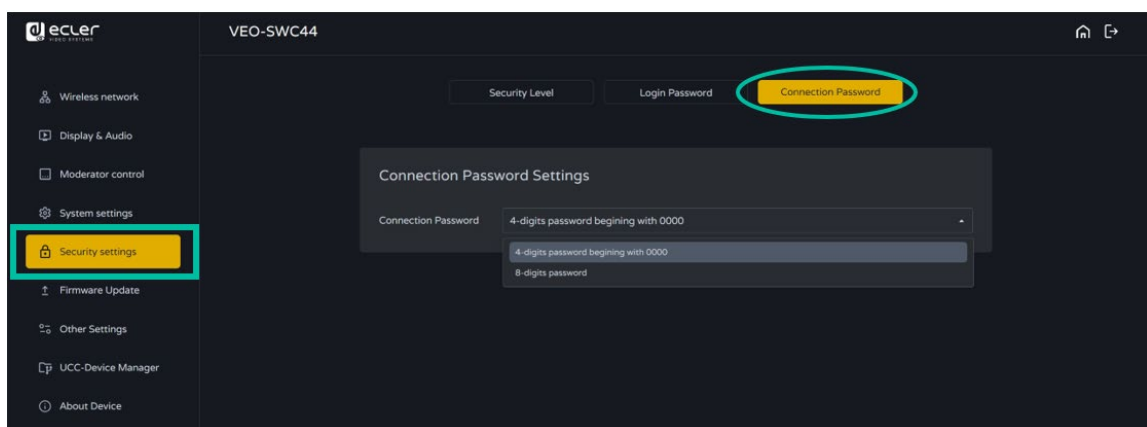 ecler
VIDEO SYSTEMS
VEO-SWC44
Wireless network
Display & Audio
Moderator control
System settings
Security settings
Firmware Update
Other Settings
UCC-Device Manager
About Device
Security Level
Login Password
Connection Password
Connection Password Settings
Connection Password
4-digits password begining with 0000
4-digits password begining with 0000
8-digits password